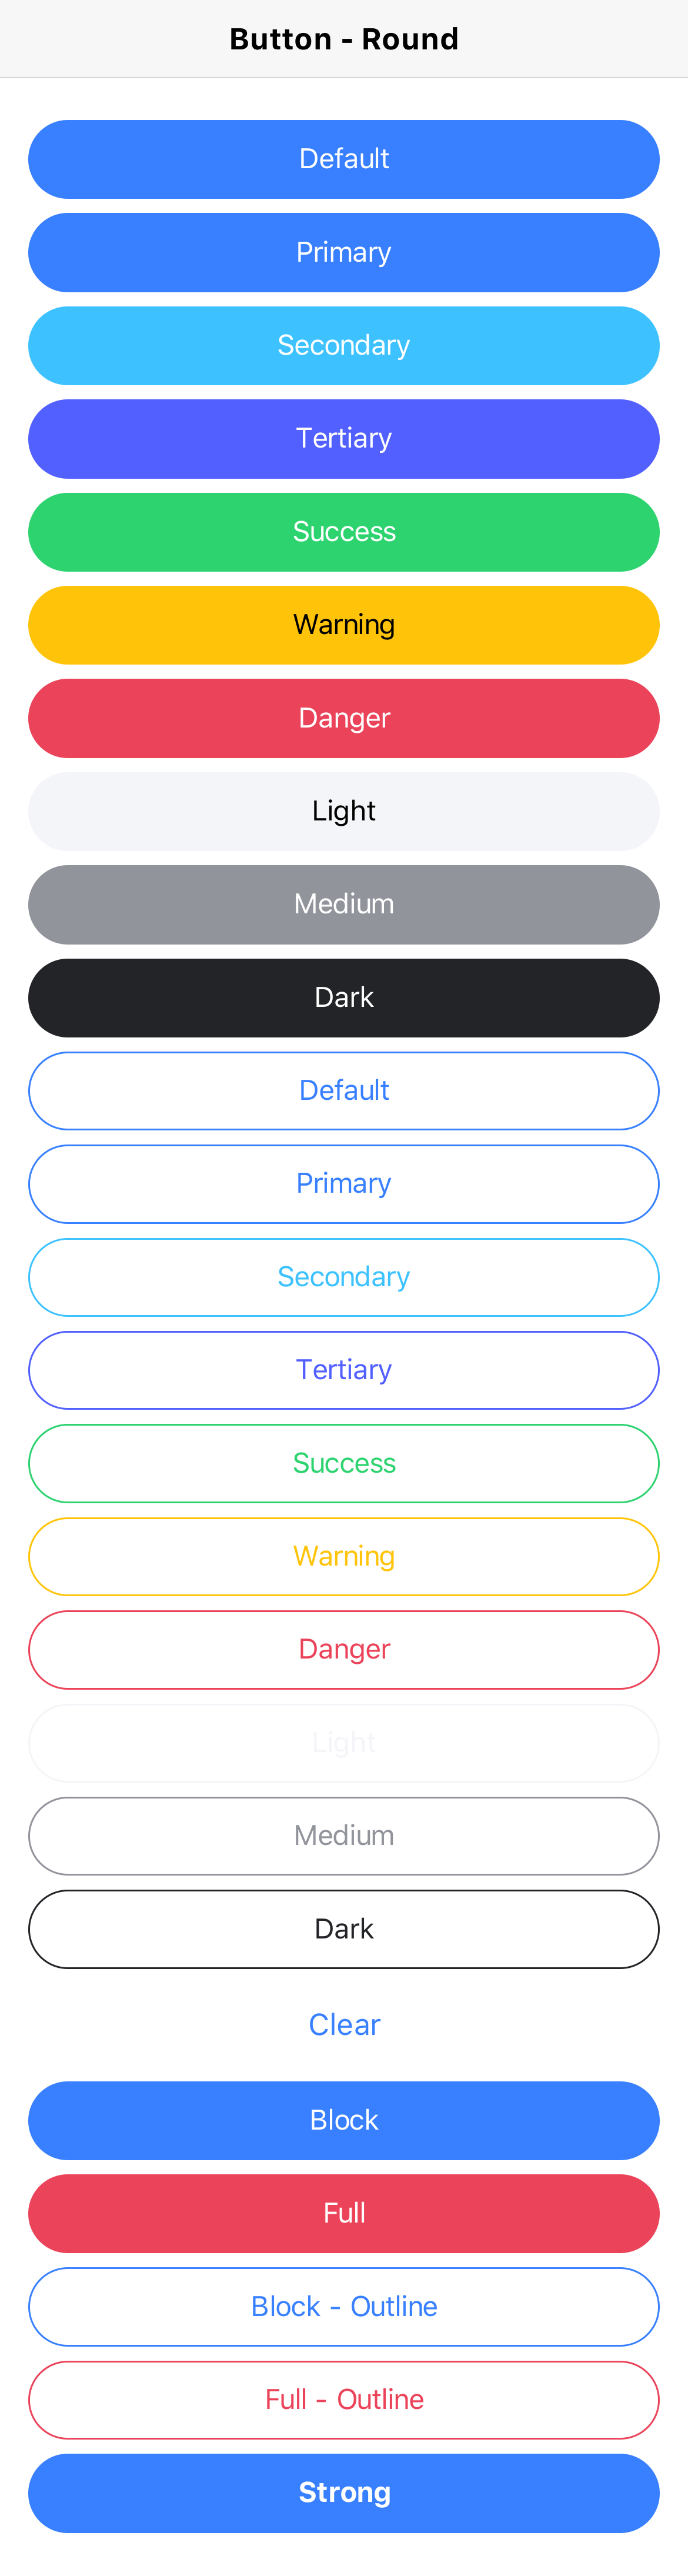 Button - Round
Default
Primary
Secondary
Tertiary
Success
Warning
Danger
Light
Medium
Dark
Default
Primary
Secondary
Tertiary
Success
Warning
Danger
Light
Medium
Dark
Clear
Block
Full
Block - Outline
Full - Outline
Strong